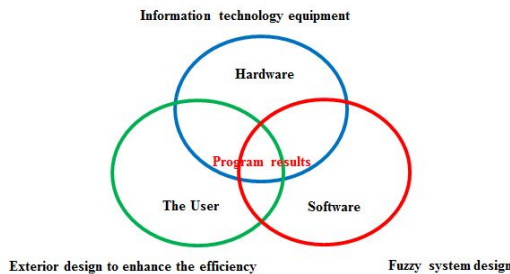 Information technology equipment
Hardware
Program results
The User
Software
Exterior design to enhance the efficiency
Fuzzy system design